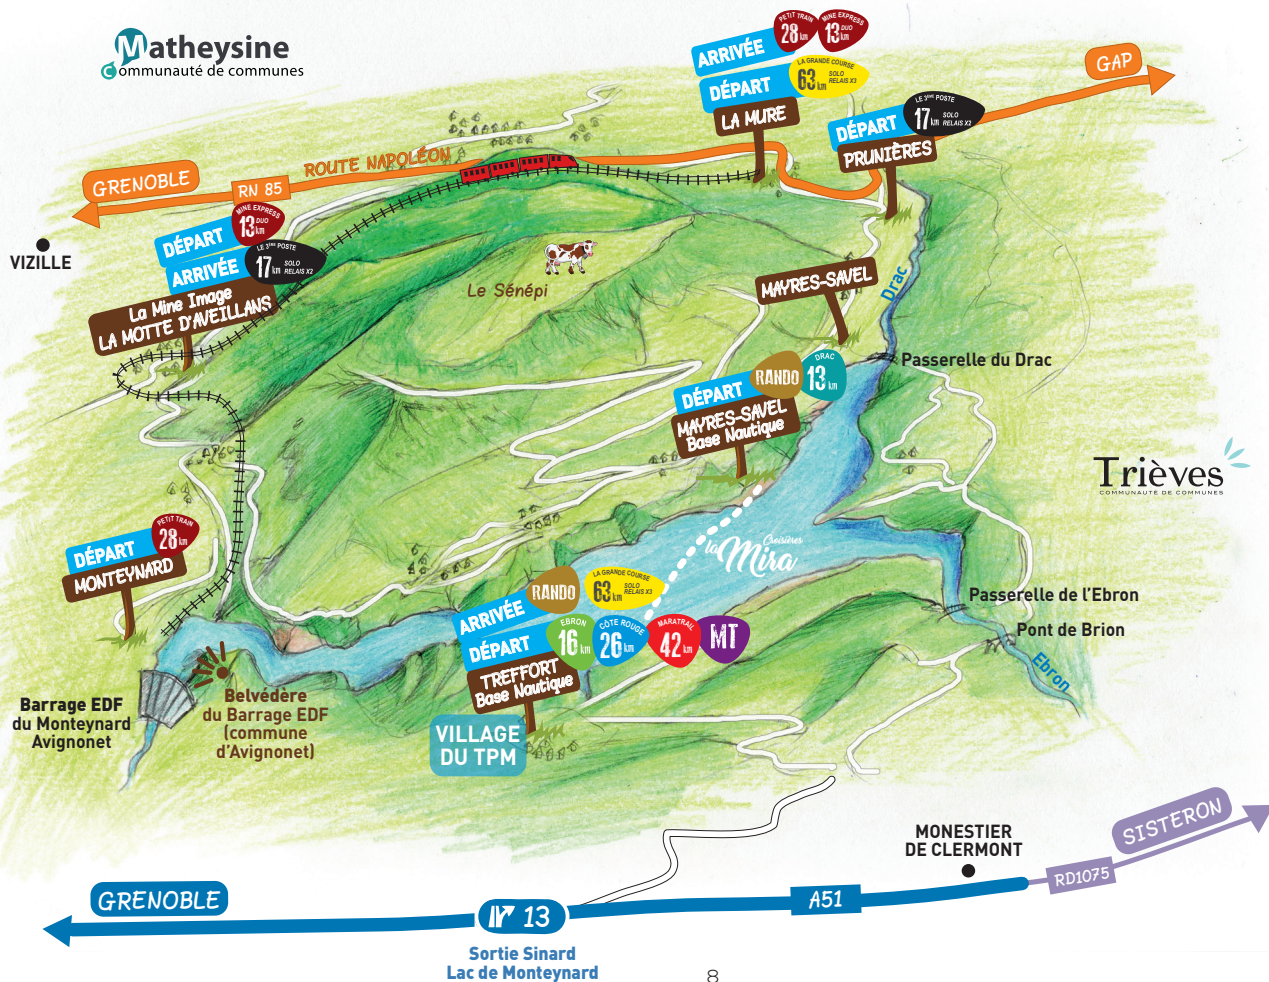 Matheysine
Communauté de communes
ARRIVÉE
PETIT TRAIN
28 km
MINE EXPRESS
DUO
13 km
DÉPART
LA GRANDE COURSE
63 km
SOLO
RELAIS X3
LA MURE
DÉPART
LE 3ÈME POSTE
17 km
SOLO
RELAIS X2
PRUNIÈRES
GAP
GRENOBLE
RN 85
ROUTE NAPOLÉON
VIZILLE
DÉPART
MINE EXPRESS
13 km
DUO
ARRIVÉE
LE 3ÈME POSTE
17 km
SOLO
RELAIS X2
La Mine Image
LA MOTTE D'AVEILLANS
Le Sénépi
MAYRES-SAVEL
Drac
Passerelle du Drac
DÉPART
RANDO
DRAC
13 km
MAYRES-SAVEL
Base Nautique
Trièves
COMMUNAUTÉ DE COMMUNES
DÉPART
PETIT TRAIN
28 km
MONTEYNARD
Croisières
la Mira
ARRIVÉE
RANDO
LA GRANDE COURSE
63 km
SOLO
RELAIS X3
DÉPART
EBRON
16 km
CÔTE ROUGE
26 km
MARATRAIL
42 km
MT
TREFFORT
Base Nautique
Passerelle de l'Ebron
Pont de Brion
Ebron
Barrage EDF
du Monteynard
Avignonet
Belvédère
du Barrage EDF
(commune
d'Avignonet)
VILLAGE
DU TPM
MONESTIER
DE CLERMONT
SISTERON
RD1075
A51
GRENOBLE
13
Sortie Sinard
Lac de Monteynard
8